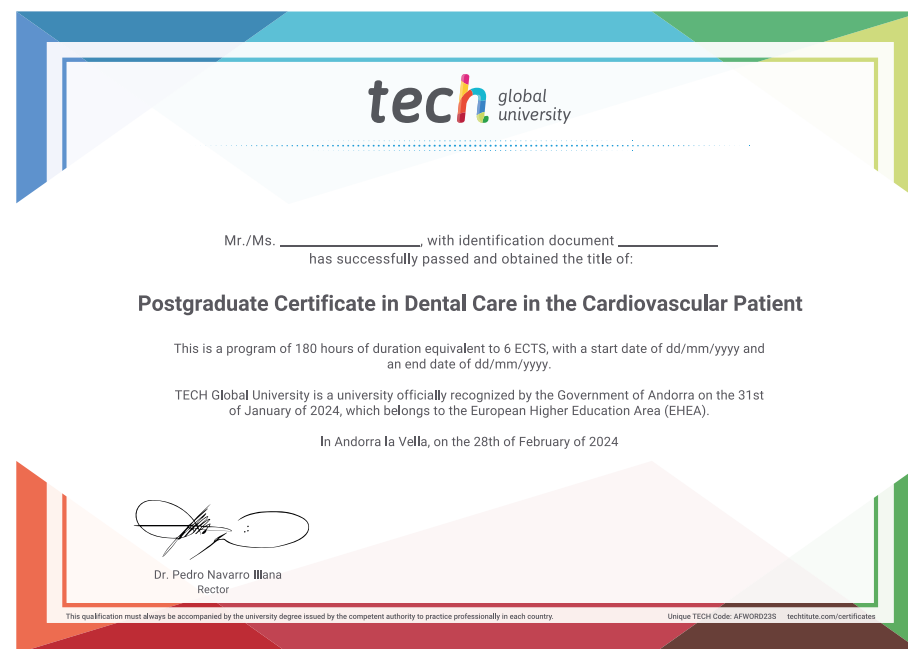 tech global university
Mr./Ms. ____________, with identification document ____________
has successfully passed and obtained the title of:
Postgraduate Certificate in Dental Care in the Cardiovascular Patient
This is a program of 180 hours of duration equivalent to 6 ECTS, with a start date of dd/mm/yyyy and
an end date of dd/mm/yyyy.
TECH Global University is a university officially recognized by the Government of Andorra on the 31st
of January of 2024, which belongs to the European Higher Education Area (EHEA).
In Andorra la Vella, on the 28th of February of 2024
Dr. Pedro Navarro Illana
Rector
This qualification must always be accompanied by the university degree issued by the competent authority to practice professionally in each country.
Unique TECH Code: AFWORD23S techtitute.com/certificates